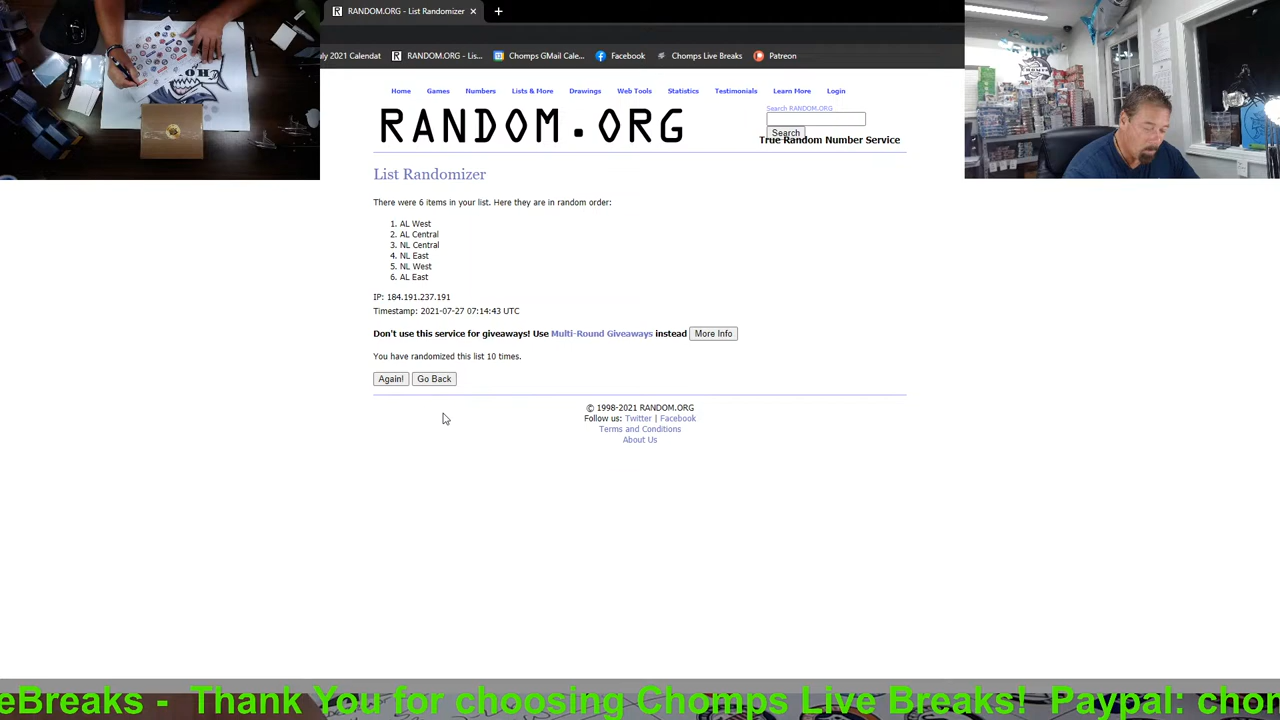 RANDOM.ORG - List Randomizer
ly 2021 Calendat RANDOM.ORG - Lis... Chomps GMail Cale... Facebook Chomps Live Breaks Patreon
Home Games Numbers Lists & More Drawings Web Tools Statistics Testimonials Learn More Login
RANDOM.ORG
Search RANDOM.ORG
Search
True Random Number Service
List Randomizer
There were 6 items in your list. Here they are in random order:
1. AL West
2. AL Central
3. NL Central
4. NL East
5. NL West
6. AL East
IP: 184.191.237.191
Timestamp: 2021-07-27 07:14:43 UTC
Don't use this service for giveaways! Use Multi-Round Giveaways instead More Info
You have randomized this list 10 times.
Again! Go Back
© 1998-2021 RANDOM.ORG
Follow us: Twitter | Facebook
Terms and Conditions
About Us
eBreaks - Thank You for choosing Chomps Live Breaks! Paypal: chor